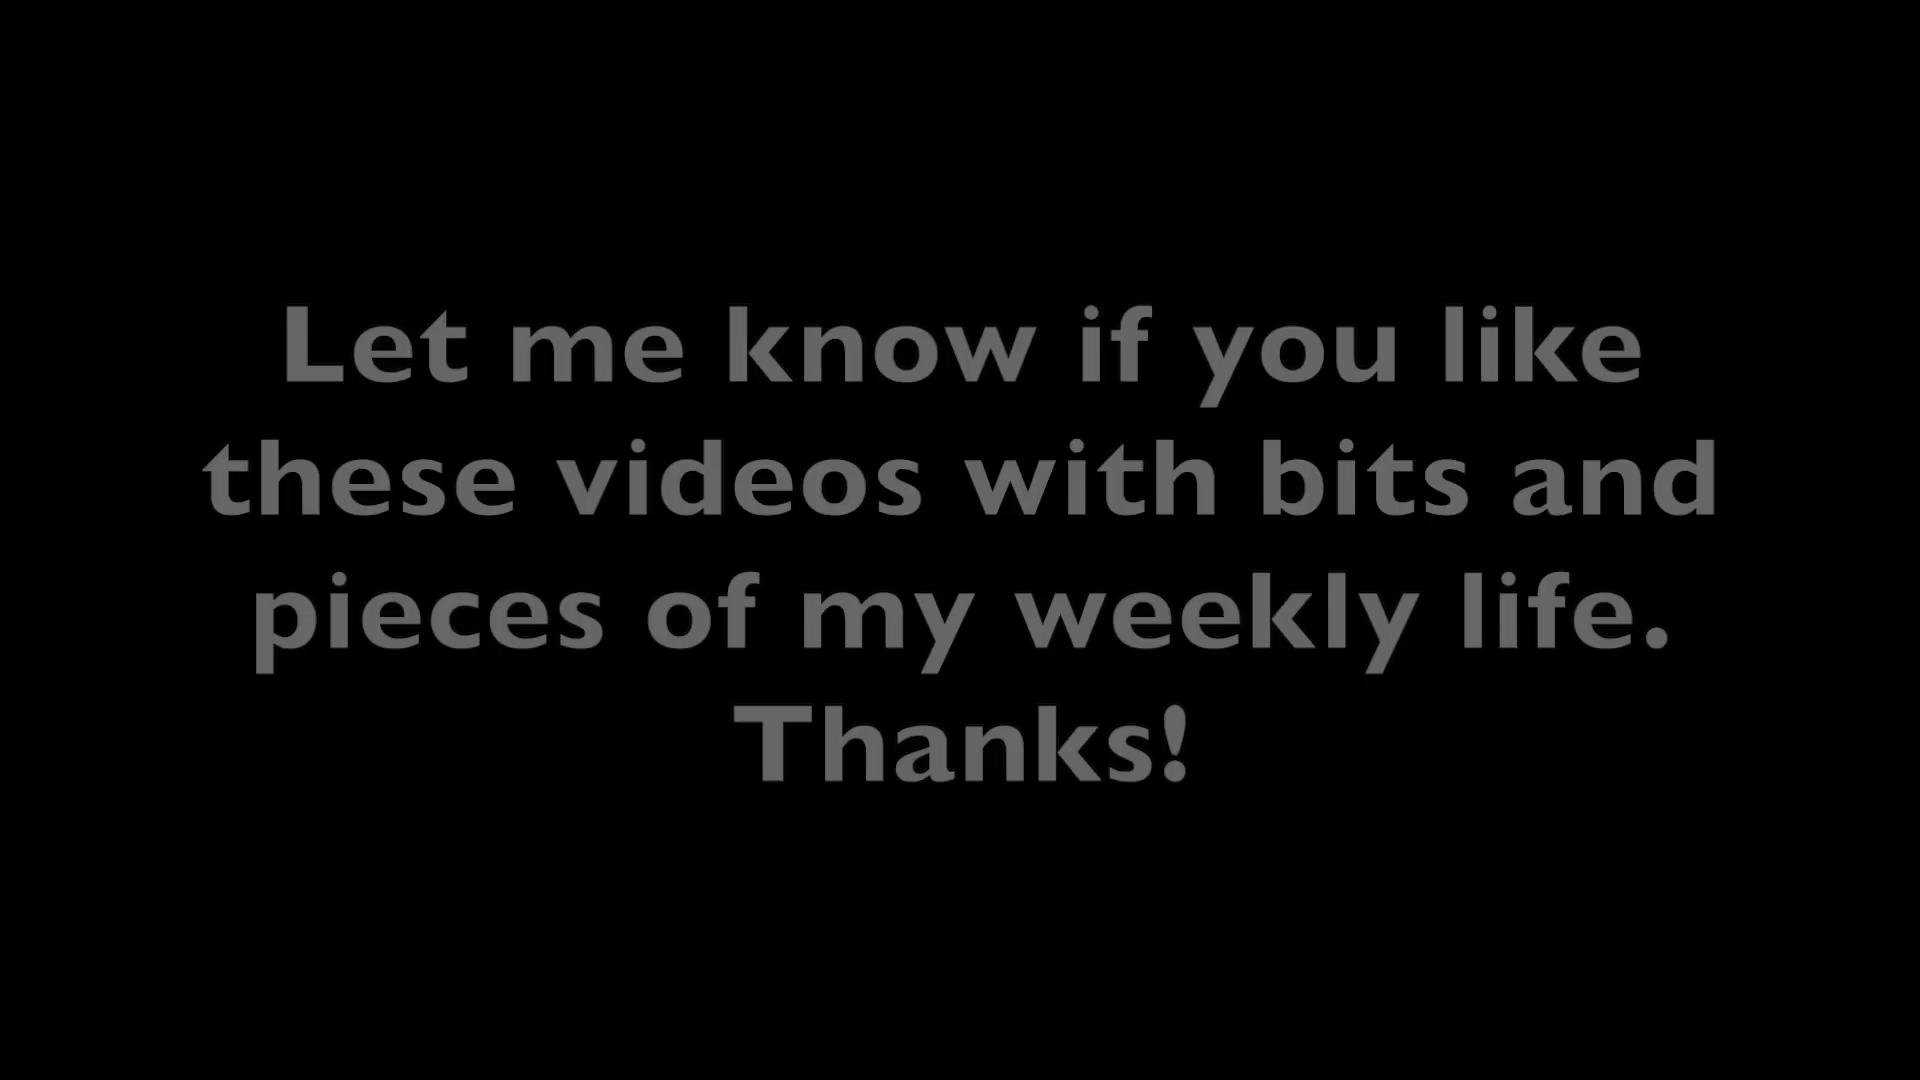 Let me know if you like
these videos with bits and
pieces of my weekly life.
Thanks!